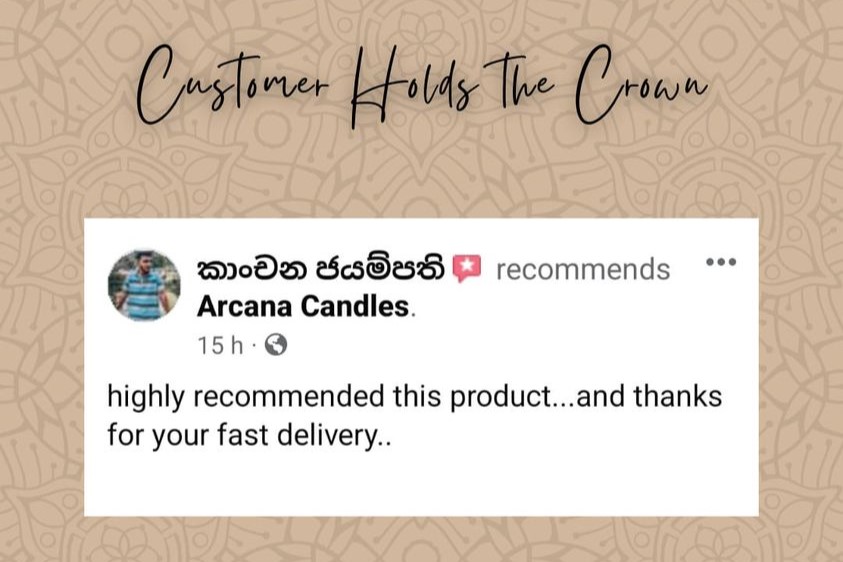 Customer Holds the Crown
කාංචන ජයම්පති recommends
Arcana Candles.
15 h ·
highly recommended this product...and thanks
for your fast delivery..